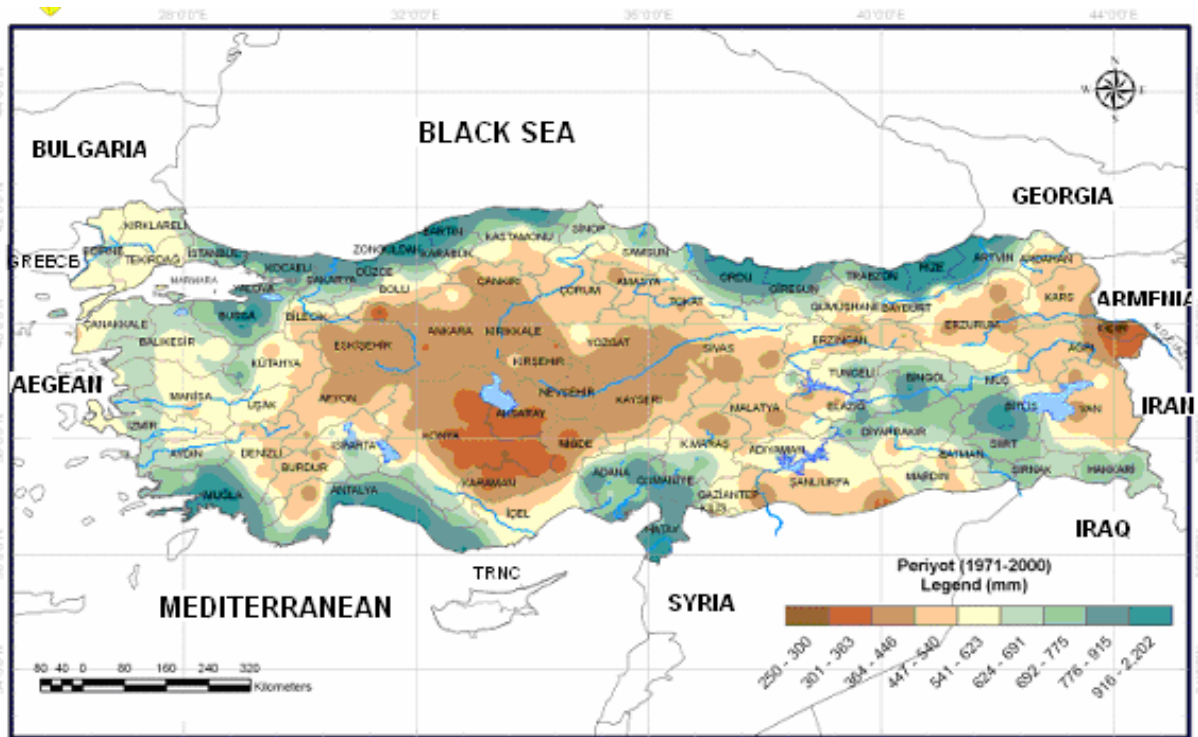 28°0'0"E 32°0'0"E 36°0'0"E 40°0'0"E 44°0'0"E
N
W E
S
BLACK SEA
BULGARIA
GEORGIA
KIRKLARELİ
EDİRNE
TEKİRDAĞ
İSTANBUL
GREECE
MARMARA
KOCAELİ
YALOVA
SAKARYA
DÜZCE
ZONGULDAK
BARTIN
KARABÜK
KASTAMONU
SİNOP
SAMSUN
ORDU
GİRESUN
TRABZON
RİZE
ARTVİN
ARDAHAN
BOLU
ÇANKIRI
ÇORUM
AMASYA
TOKAT
GÜMÜŞHANE
BAYBURT
KARS
ARMENIA
ÇANAKKALE
BURSA
BİLECİK
BALIKESİR
ESKİŞEHİR
ANKARA
KIRIKKALE
YOZGAT
SİVAS
ERZİNCAN
ERZURUM
IĞDIR
AĞRI
KÜTAHYA
KIRŞEHİR
AEGEAN
MANİSA
UŞAK
AFYON
NEVŞEHİR
KAYSERİ
TUNCELİ
BİNGÖL
MUŞ
BİTLİS
VAN
IRAN
AKSARAY
MALATYA
ELAZIĞ
İZMİR
AYDIN
DENİZLİ
ISPARTA
BURDUR
KONYA
NİĞDE
K.MARAŞ
ADIYAMAN
DİYARBAKIR
BATMAN
SİİRT
ŞIRNAK
HAKKARİ
MUĞLA
ANTALYA
KARAMAN
İÇEL
ADANA
OSMANİYE
GAZİANTEP
KİLİS
ŞANLIURFA
MARDİN
HATAY
IRAQ
TRNC
MEDITERRANEAN
SYRIA
Periyot (1971-2000)
Legend (mm)
250 - 300
301 - 363
364 - 446
447 - 540
541 - 623
624 - 691
692 - 775
776 - 915
916 - 2,202
80 40 0 80 160 240 320
Kilometers